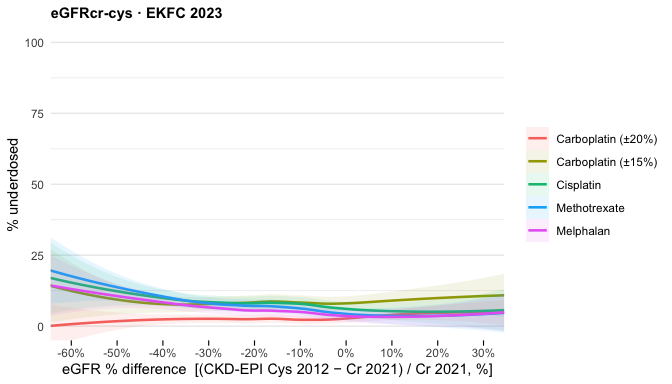 eGFRcr-cys · EKFC 2023
% underdosed
100
75
50
25
0
-60%
-50%
-40%
-30%
-20%
-10%
0%
10%
20%
30%
eGFR % difference  [(CKD-EPI Cys 2012 − Cr 2021) / Cr 2021, %]
Carboplatin (±20%)
Carboplatin (±15%)
Cisplatin
Methotrexate
Melphalan